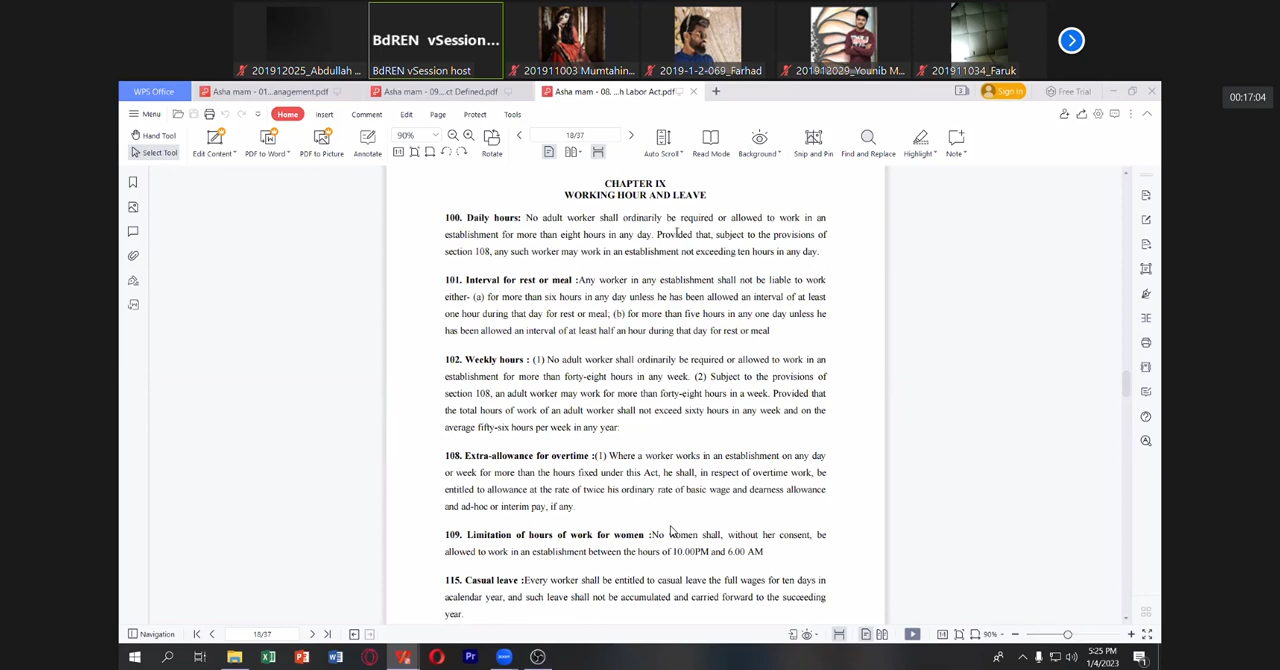 BdREN vSession...
201912025_Abdullah ...
BdREN vSession host
201911003 Mumtahin...
2019-1-2-069_Farhad
201912029_Younib M...
201911034_Faruk
00:17:04
WPS Office
Asha mam - 01....anagement.pdf
Asha mam - 09....ct Defined.pdf
Asha mam - 08. ...h Labor Act.pdf
Sign in
Free Trial
Menu
Home
Insert
Comment
Edit
Page
Protect
Tools
Hand Tool
Select Tool
Edit Content
PDF to Word
PDF to Picture
Annotate
90%
Rotate
18/37
Auto Scroll
Read Mode
Background
Snip and Pin
Find and Replace
Highlight
Note
CHAPTER IX
WORKING HOUR AND LEAVE
100. Daily hours: No adult worker shall ordinarily be required or allowed to work in an
establishment for more than eight hours in any day. Provided that, subject to the provisions of
section 108, any such worker may work in an establishment not exceeding ten hours in any day.
101. Interval for rest or meal :Any worker in any establishment shall not be liable to work
either- (a) for more than six hours in any day unless he has been allowed an interval of at least
one hour during that day for rest or meal; (b) for more than five hours in any one day unless he
has been allowed an interval of at least half an hour during that day for rest or meal
102. Weekly hours : (1) No adult worker shall ordinarily be required or allowed to work in an
establishment for more than forty-eight hours in any week. (2) Subject to the provisions of
section 108, an adult worker may work for more than forty-eight hours in a week. Provided that
the total hours of work of an adult worker shall not exceed sixty hours in any week and on the
average fifty-six hours per week in any year:
108. Extra-allowance for overtime :(1) Where a worker works in an establishment on any day
or week for more than the hours fixed under this Act, he shall, in respect of overtime work, be
entitled to allowance at the rate of twice his ordinary rate of basic wage and dearness allowance
and ad-hoc or interim pay, if any.
109. Limitation of hours of work for women :No women shall, without her consent, be
allowed to work in an establishment between the hours of 10.00PM and 6.00 AM
115. Casual leave :Every worker shall be entitled to casual leave the full wages for ten days in
acalendar year, and such leave shall not be accumulated and carried forward to the succeeding
year.
Navigation
18/37
90%
5:25 PM
1/4/2023